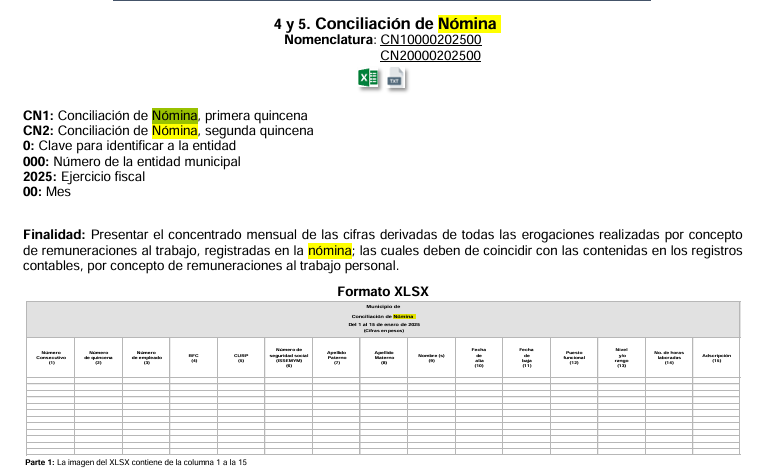 4 y 5. Conciliación de Nómina
Nomenclatura: CN10000202500
CN20000202500
TXT
CN1: Conciliación de Nómina, primera quincena
CN2: Conciliación de Nómina, segunda quincena
0: Clave para identificar a la entidad
000: Número de la entidad municipal
2025: Ejercicio fiscal
00: Mes
Finalidad: Presentar el concentrado mensual de las cifras derivadas de todas las erogaciones realizadas por concepto
de remuneraciones al trabajo, registradas en la nómina; las cuales deben de coincidir con las contenidas en los registros
contables, por concepto de remuneraciones al trabajo personal.
Formato XLSX
Municipio de
Conciliación de Nómina
Del 1 al 15 de enero de 2025
(Cifras en pesos)
Número Consecutivo (1)
Número de quincena (2)
Número de empleado (3)
RFC (4)
CURP (5)
Número de seguridad social (ISSEMYM) (6)
Apellido Paterno (7)
Apellido Materno (8)
Nombre (s) (9)
Fecha de alta (10)
Fecha de baja (11)
Puesto funcional (12)
Nivel y/o rango (13)
No. de horas laboradas (14)
Adscripción (15)
Parte 1: La imagen del XLSX contiene de la columna 1 a la 15